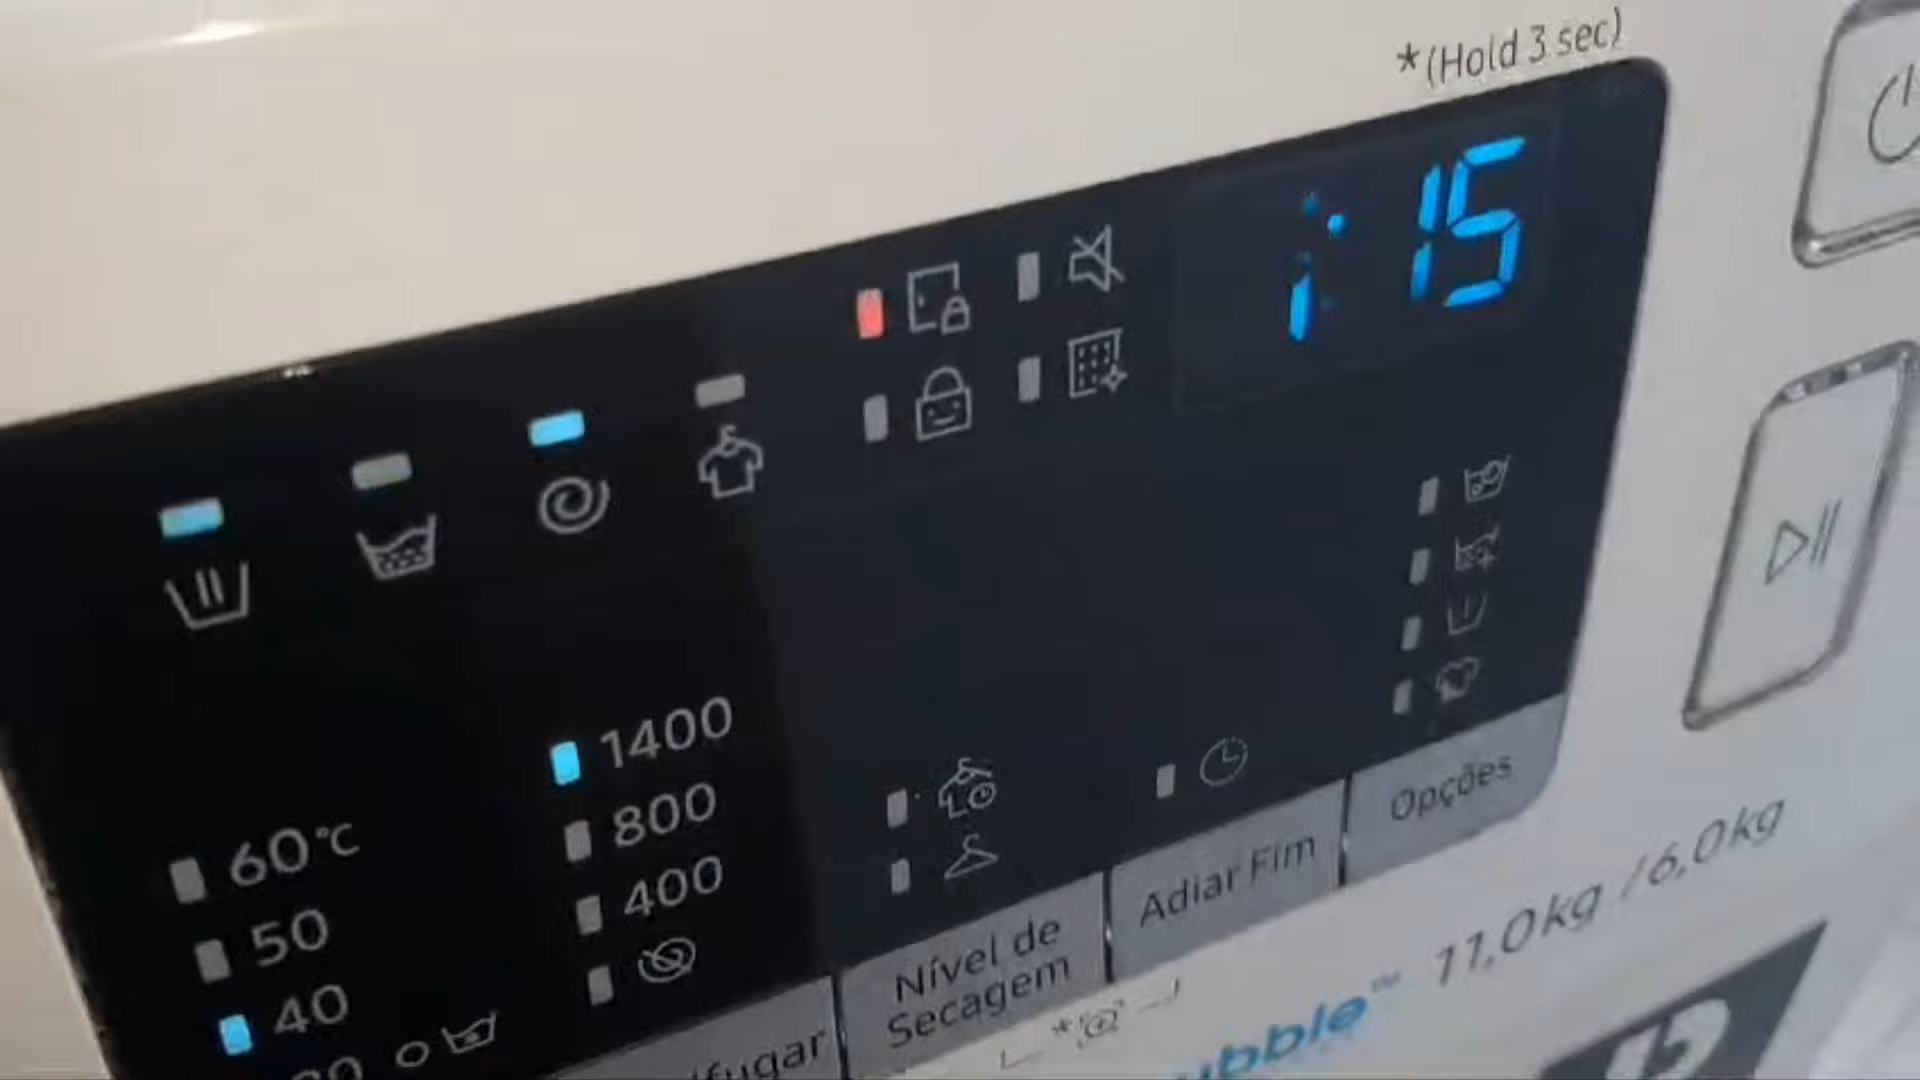 *(Hold 3 sec)
1:15
1400
800
400
60°C
50
40
Nível de
Secagem
Adiar Fim
Opções
11,0kg / 6,0kg